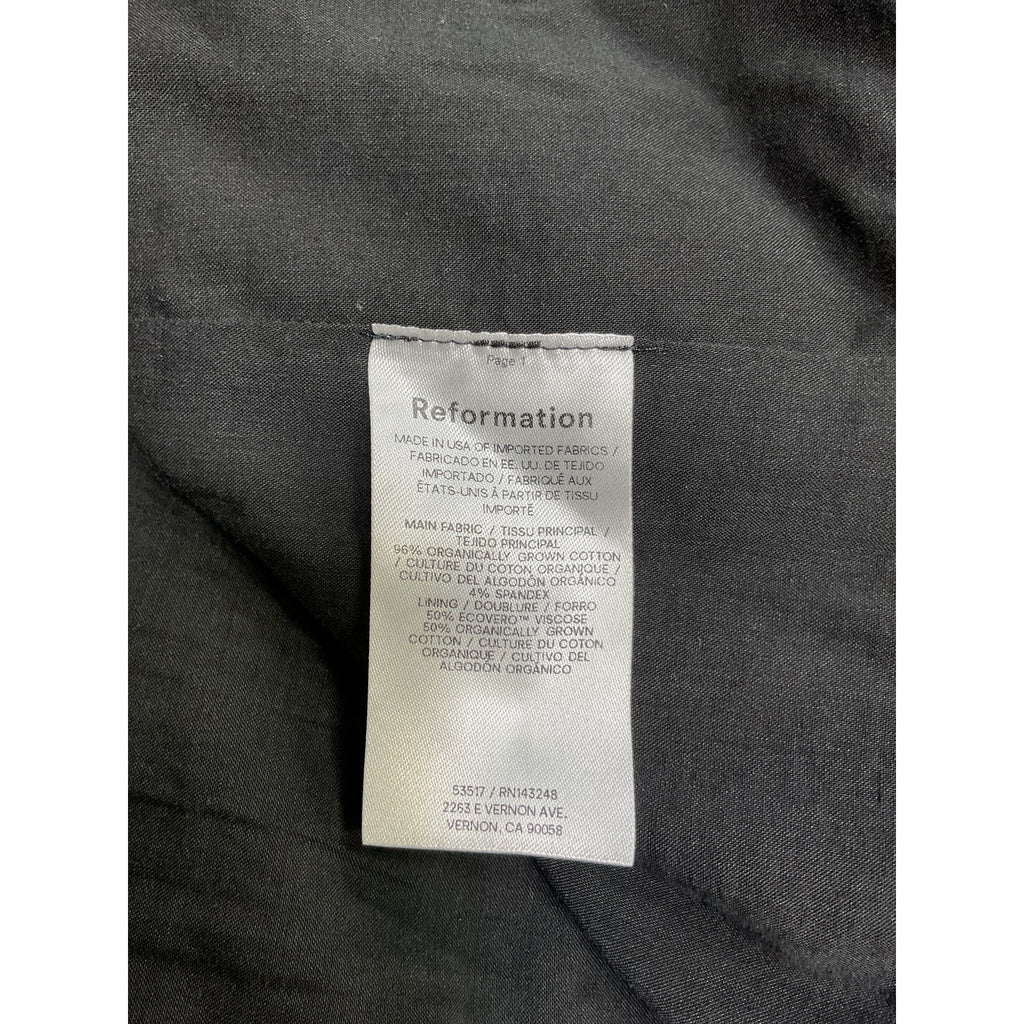 Page 1
Reformation
MADE IN USA OF IMPORTED FABRICS /
FABRICADO EN EE. UU. DE TEJIDO
IMPORTADO / FABRIQUÉ AUX
ÉTATS-UNIS À PARTIR DE TISSU
IMPORTÉ
MAIN FABRIC / TISSU PRINCIPAL /
TEJIDO PRINCIPAL
96% ORGANICALLY GROWN COTTON
/ CULTURE DU COTON ORGANIQUE /
CULTIVO DEL ALGODÓN ORGÁNICO
4% SPANDEX
LINING / DOUBLURE / FORRO
50% ECOVERO™ VISCOSE
50% ORGANICALLY GROWN
COTTON / CULTURE DU COTON
ORGANIQUE / CULTIVO DEL
ALGODÓN ORGÁNICO
53517 / RN143248
2263 E VERNON AVE.
VERNON, CA 90058